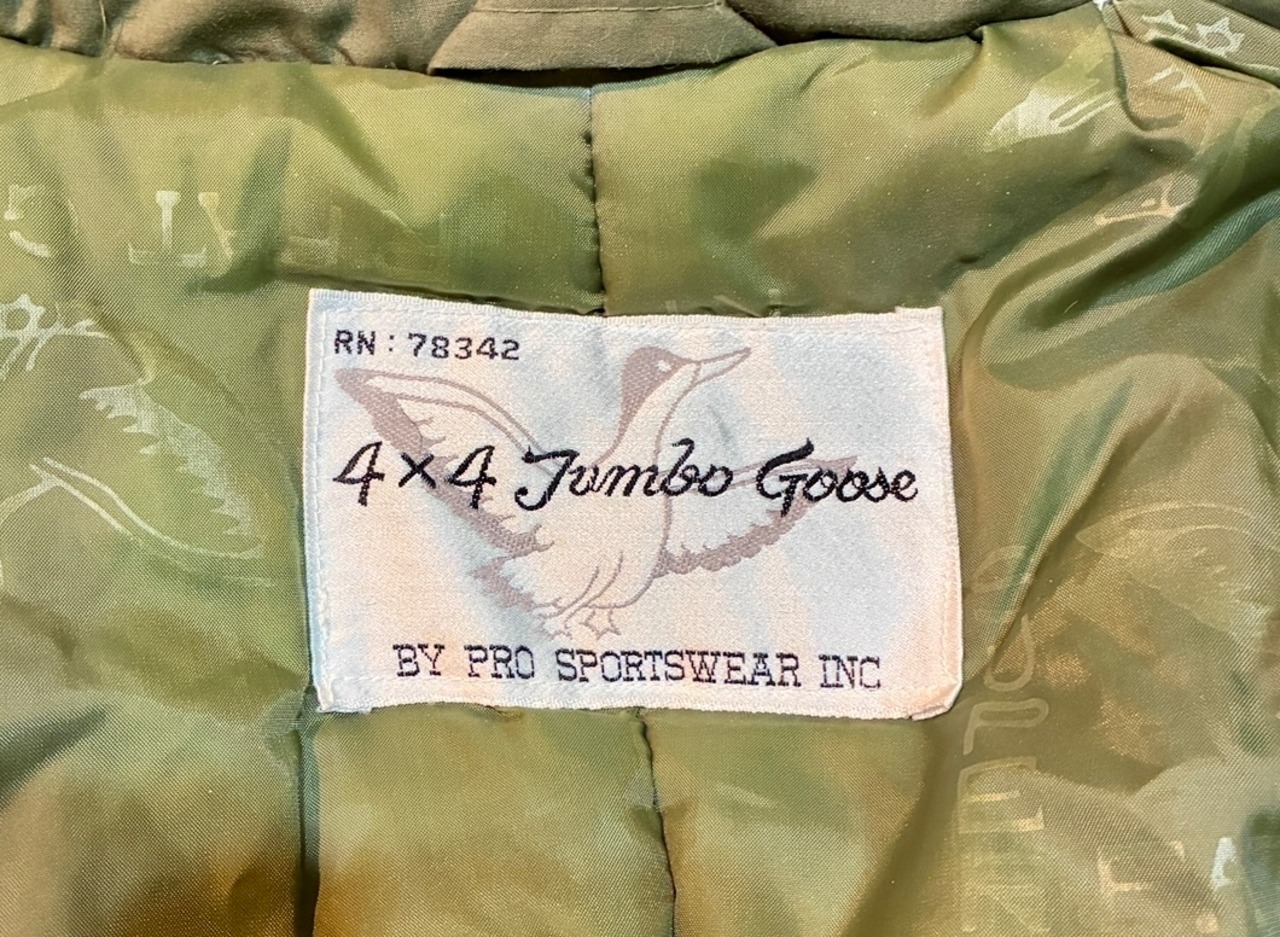 RN: 78342
4×4 Jumbo Goose
BY PRO SPORTSWEAR INC